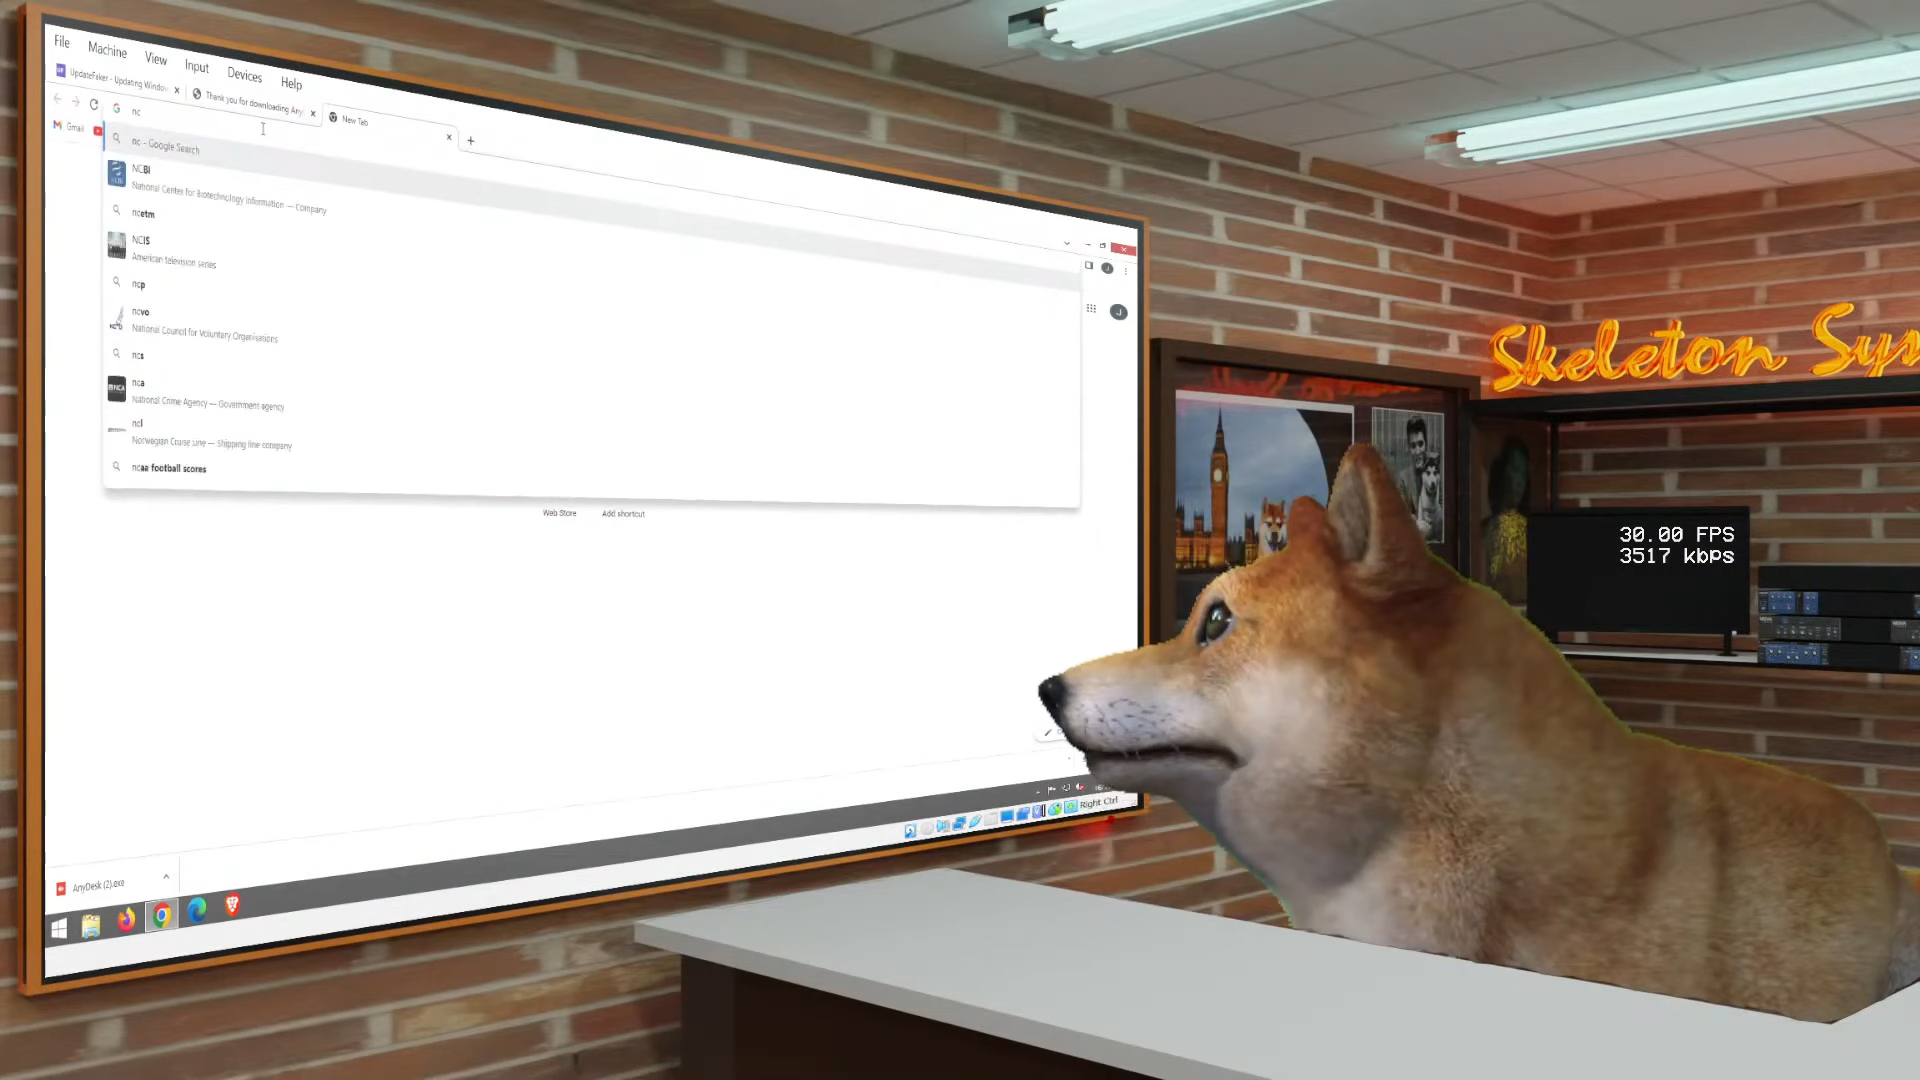 File Machine View Input Devices Help
UpdateFaker - Updating Window
Thank you for downloading Any
New Tab
nc
Gmail
nc - Google Search
NCBI
National Center for Biotechnology Information — Company
ncetm
NCIS
American television series
ncp
ncvo
National Council for Voluntary Organisations
ncs
nca
National Crime Agency — Government agency
ncl
Norwegian Cruise Line — Shipping line company
ncaa football scores
Web Store Add shortcut
J
J
Right Ctrl
AnyDesk (2).exe
Skeleton Sys
30.00 FPS
3517 kbps